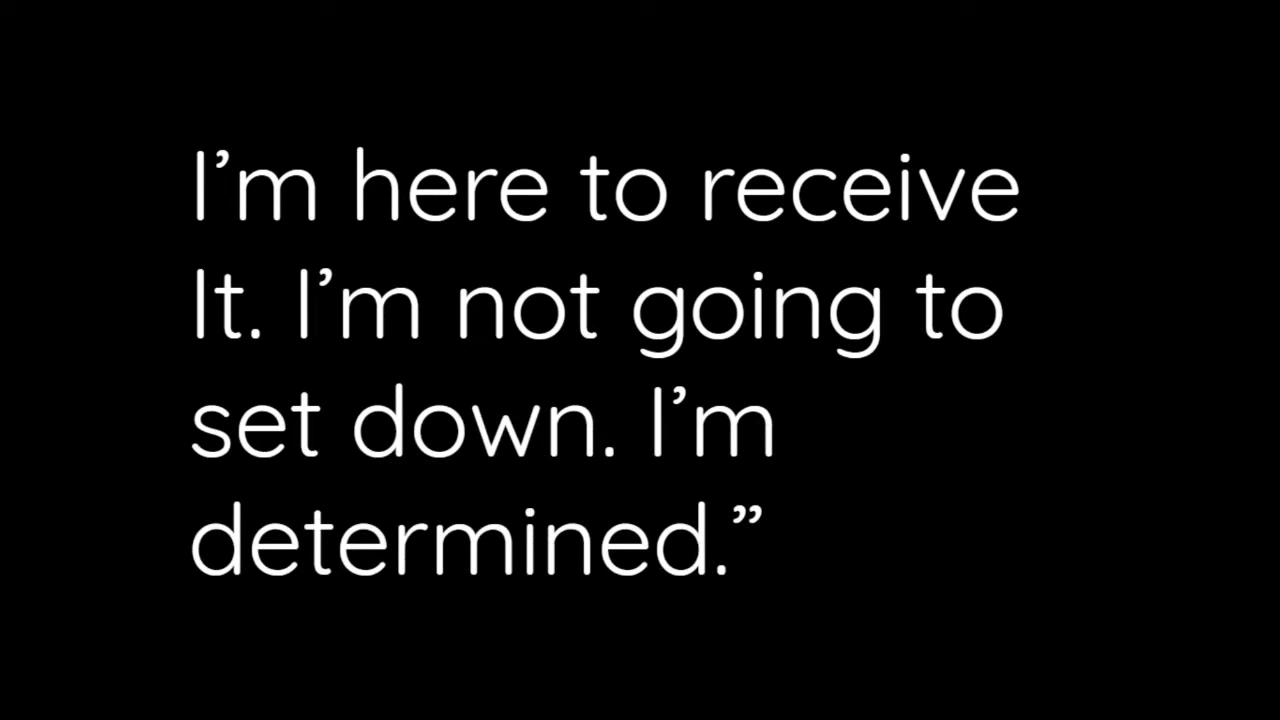 I’m here to receive
It. I’m not going to
set down. I’m
determined.”